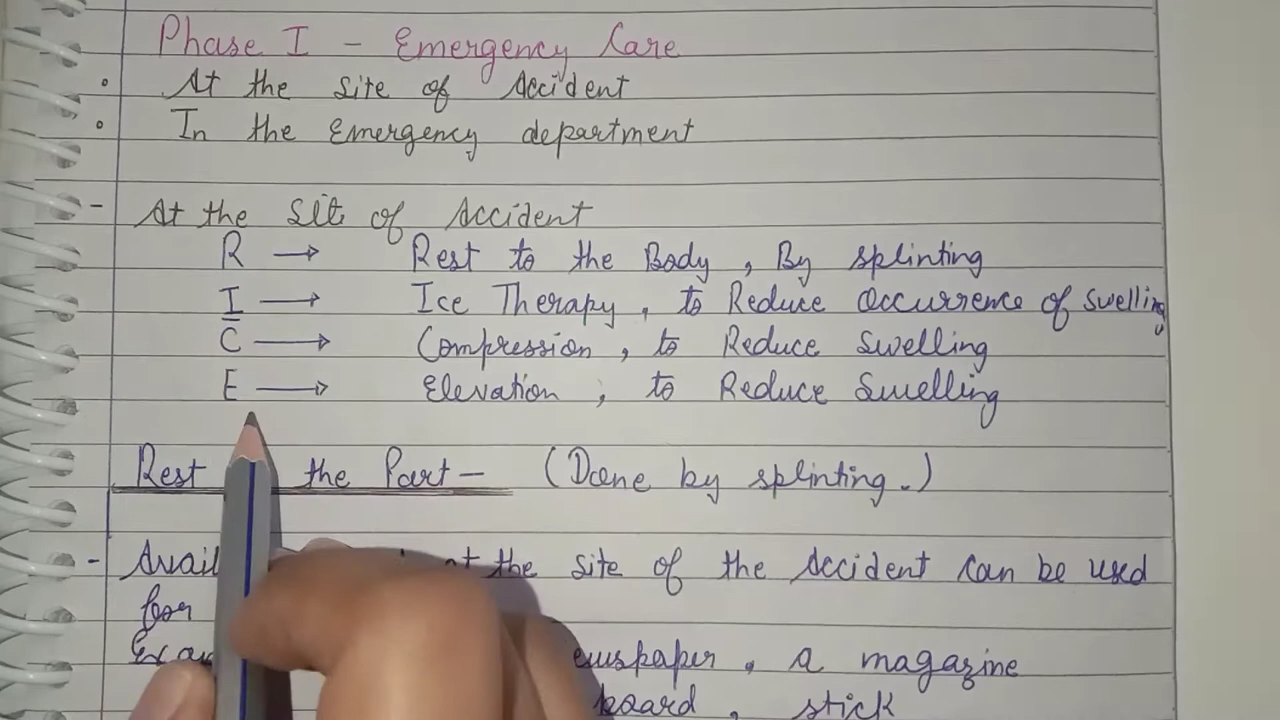 Phase I - Emergency Care
• At the site of Accident
• In the Emergency department
- At the site of Accident
R → Rest to the Body, By splinting
I → Ice Therapy, to Reduce Occurrence of swelling
C → Compression, to Reduce Swelling
E → Elevation, to Reduce Swelling
Rest the Part- (Done by splinting.)
- the site of the Accident can be used
for
a magazine
board, stick